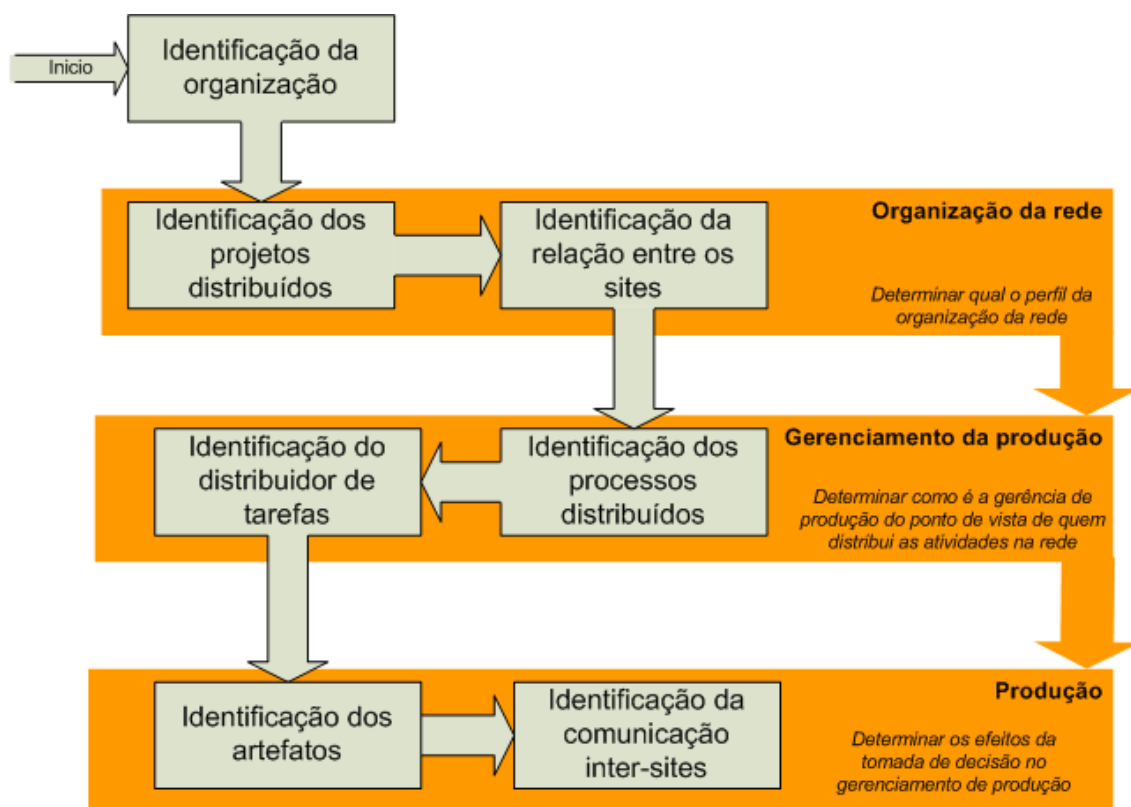 Inicio
Identificação da
organização
Identificação dos
projetos
distribuídos
Identificação da
relação entre os
sites
Organização da rede
Determinar qual o perfil da
organização da rede
Identificação do
distribuidor de
tarefas
Identificação dos
processos
distribuídos
Gerenciamento da produção
Determinar como é a gerência de
produção do ponto de vista de quem
distribui as atividades na rede
Identificação dos
artefatos
Identificação da
comunicação
inter-sites
Produção
Determinar os efeitos da
tomada de decisão no
gerenciamento de produção